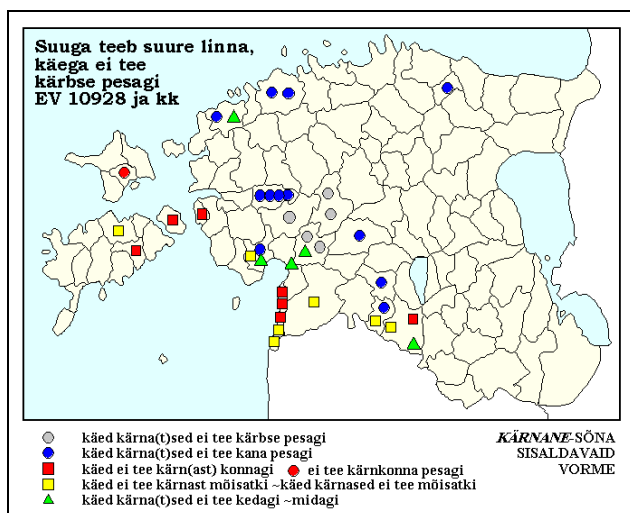 Suuga teeb suure linna,
käega ei tee
kärbse pesagi
EV 10928 ja kk
käed kärna(t)sed ei tee kärbse pesagi
käed kärna(t)sed ei tee kana pesagi
käed ei tee kärn(ast) konnagi ei tee kärnkonna pesagi
käed ei tee kärnast mõisatki ~käed kärnased ei tee mõisatki
käed kärna(t)sed ei tee kedagi ~midagi
KÄRNANE-SÕNA
SISALDAVAID
VORME